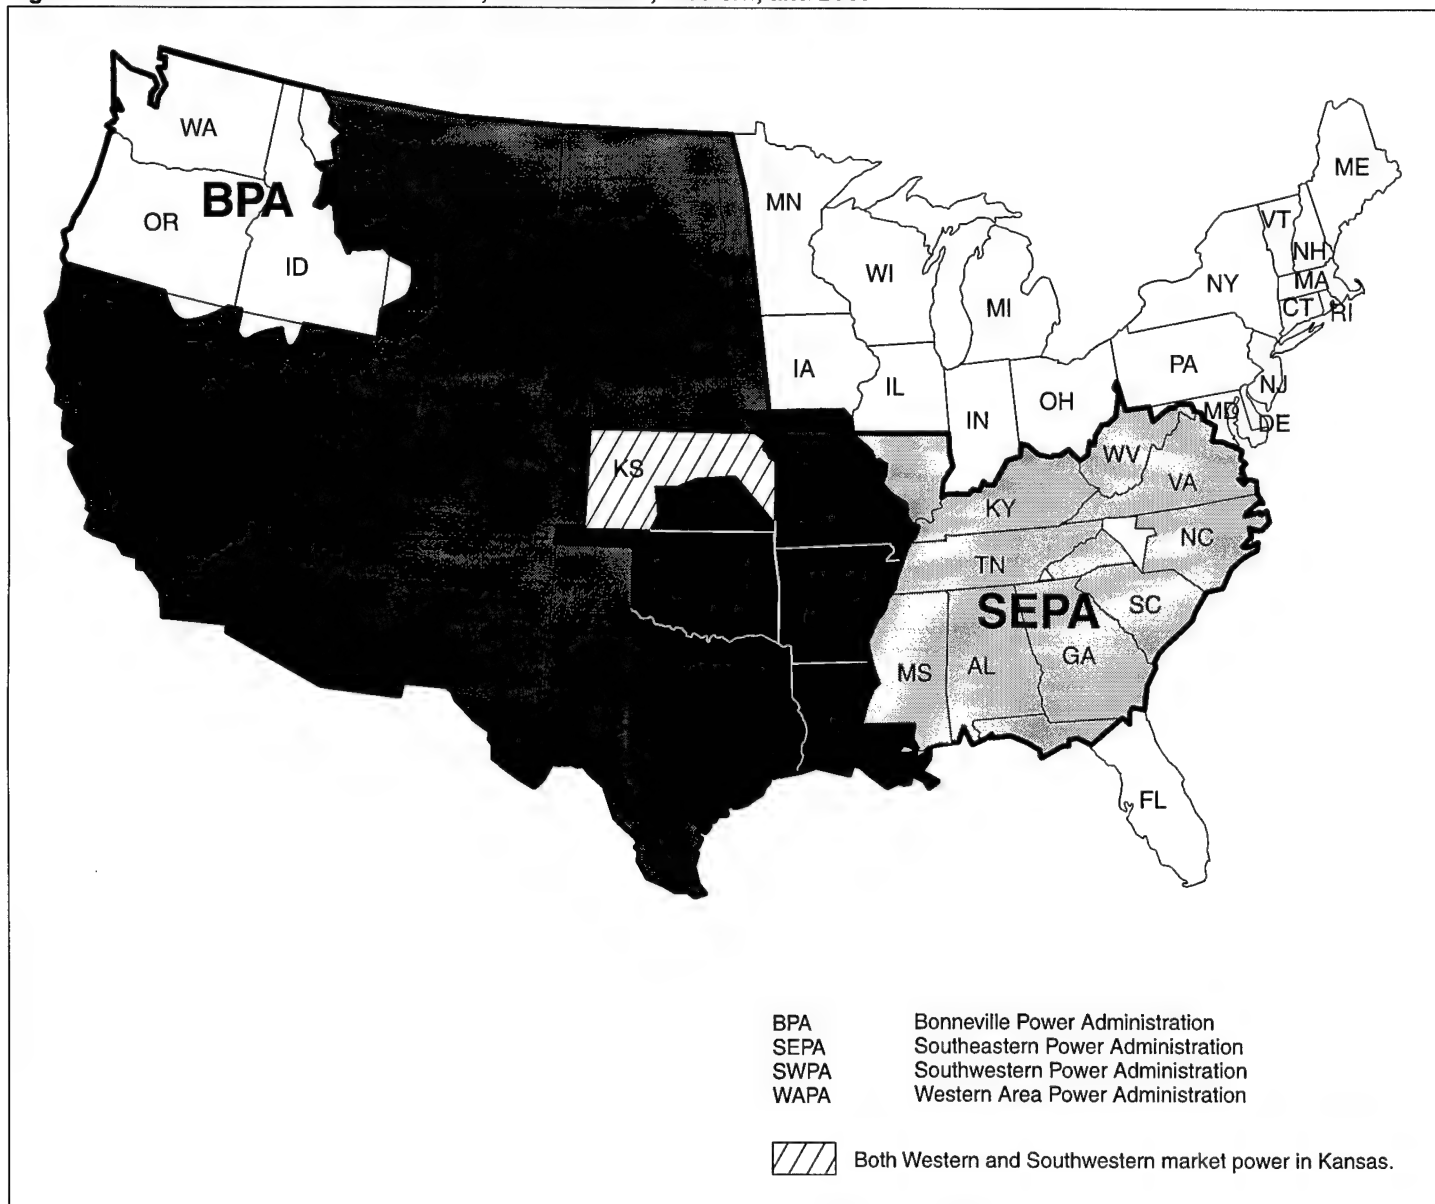 WA
BPA
OR
ID
MN
WI
MI
IA
IL
IN
OH
ME
VT
NH
NY
MA
CT
RI
PA
NJ
MD
DE
KS
WV
VA
KY
NC
TN
SEPA
SC
MS
AL
GA
FL
BPA Bonneville Power Administration
SEPA Southeastern Power Administration
SWPA Southwestern Power Administration
WAPA Western Area Power Administration
Both Western and Southwestern market power in Kansas.